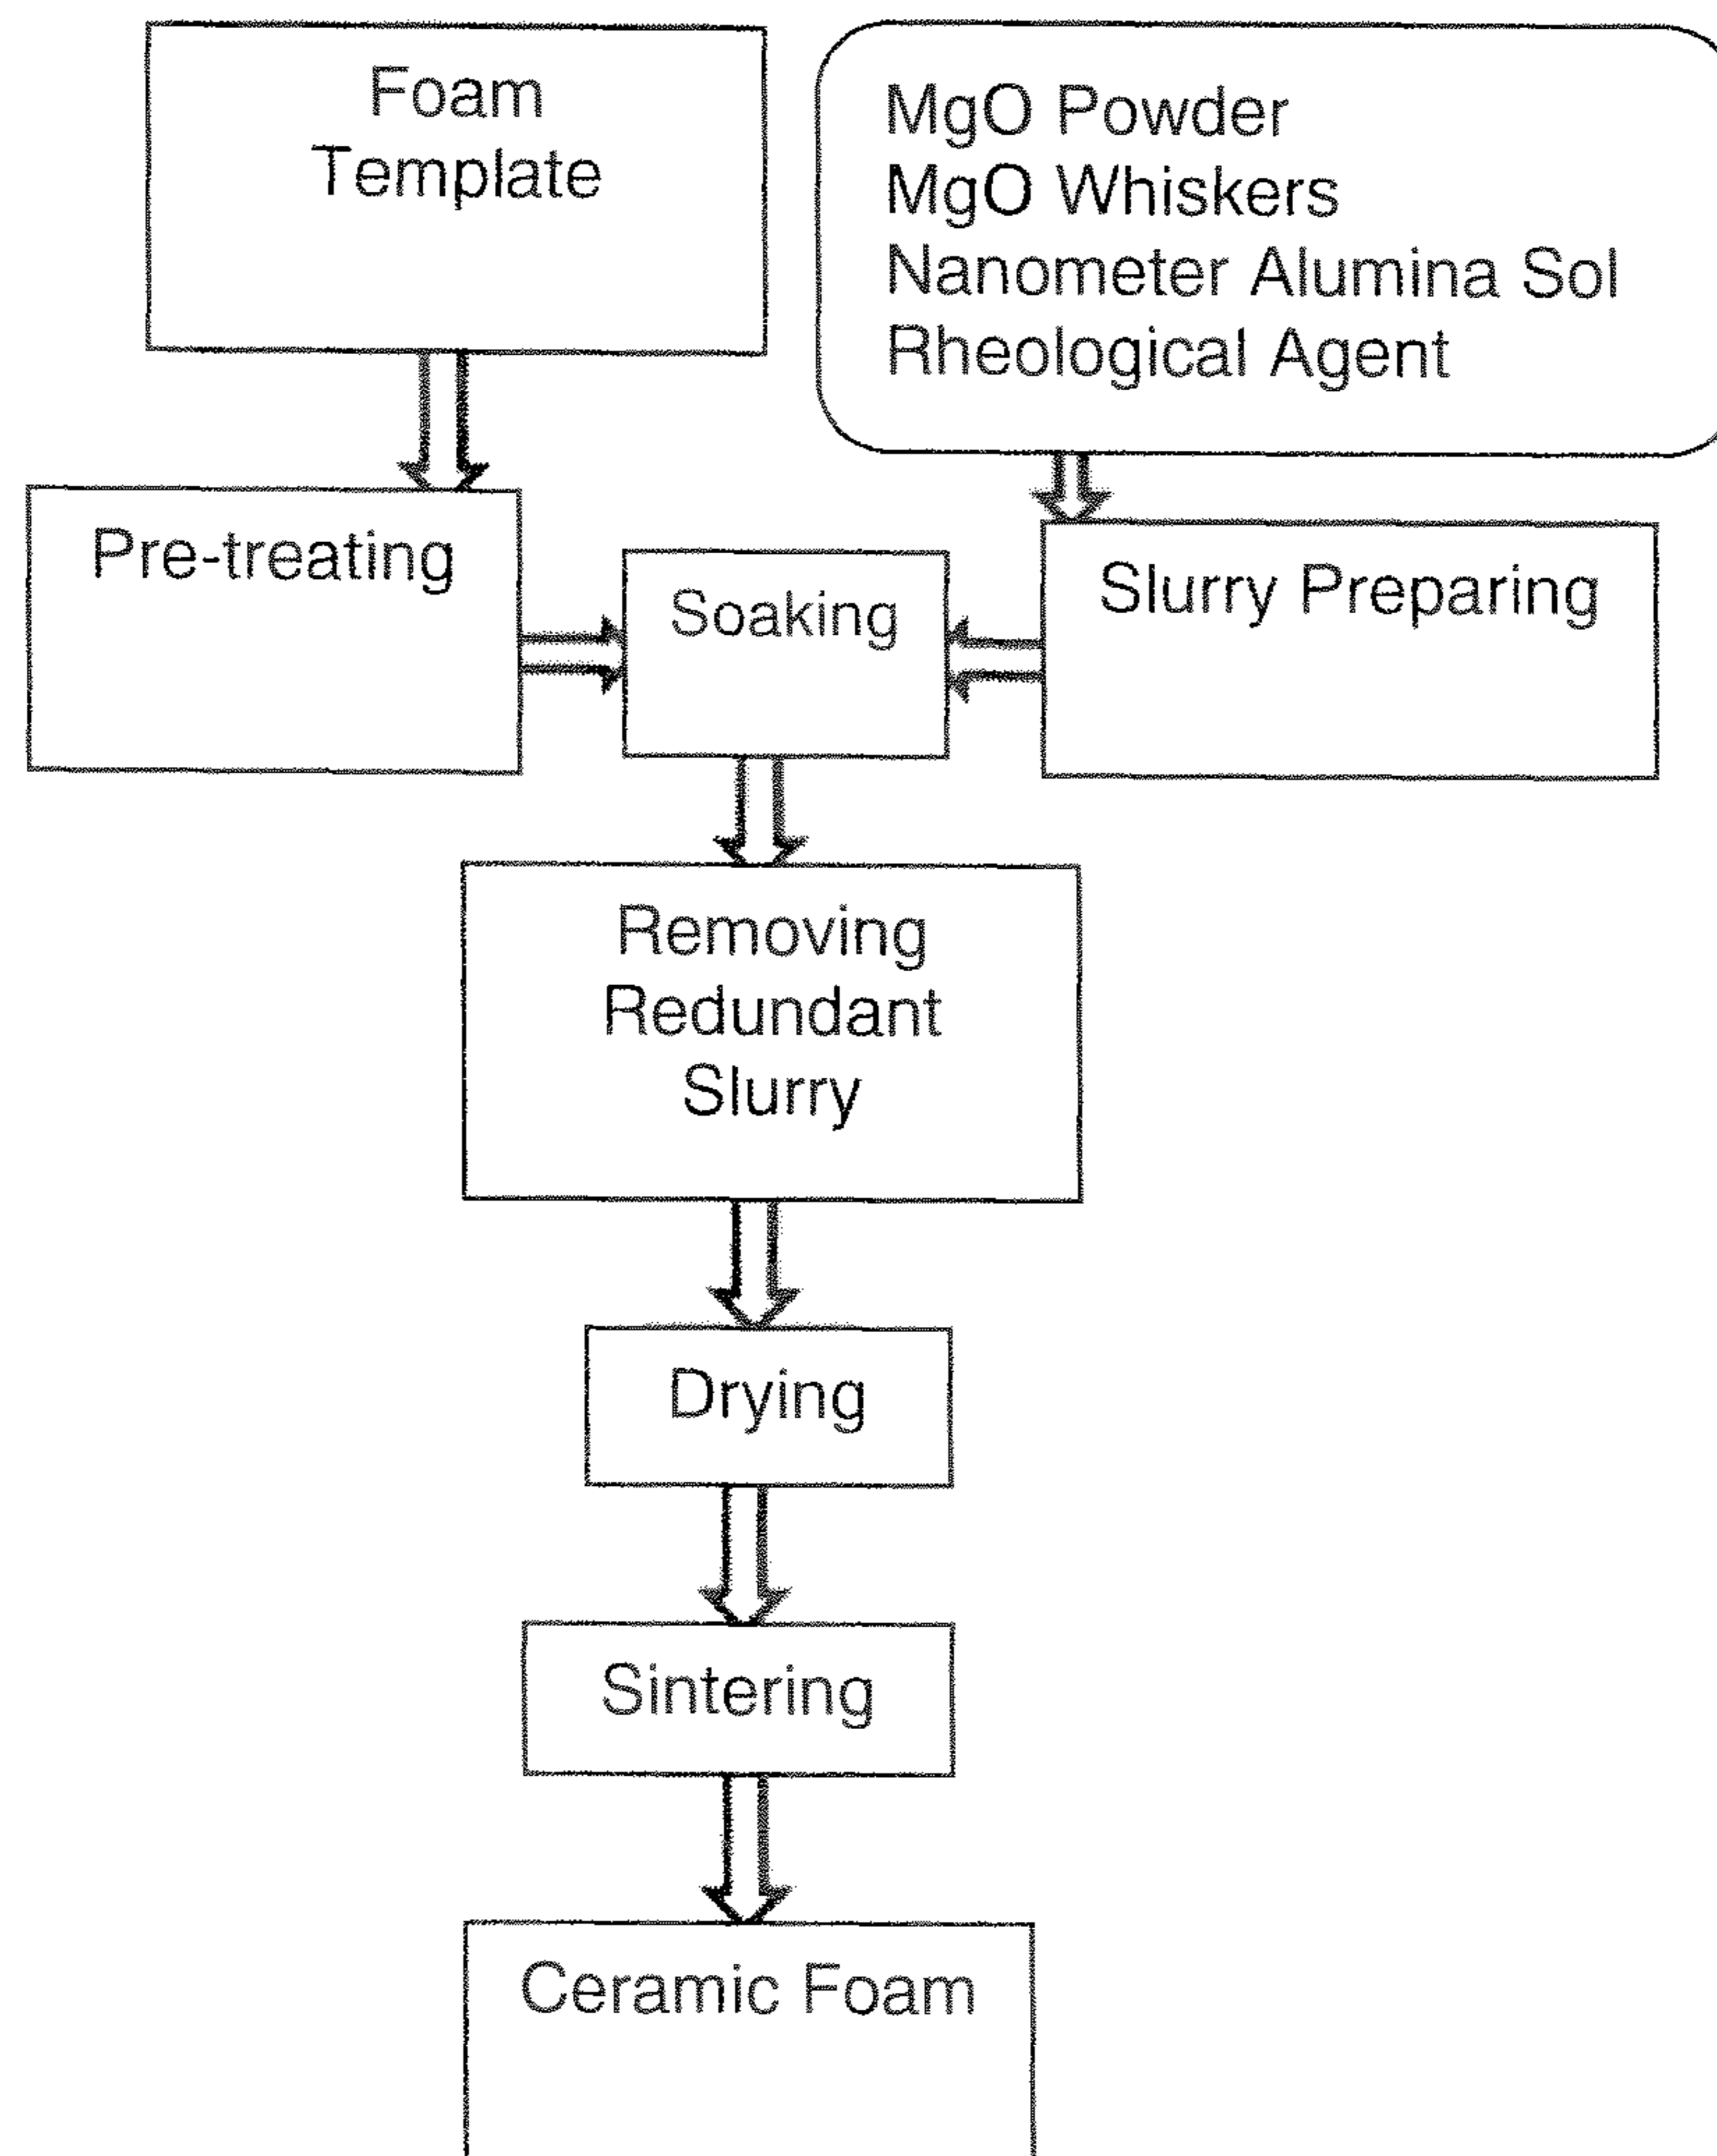 Foam
Template
MgO Powder
MgO Whiskers
Nanometer Alumina Sol
Rheological Agent
Pre-treating
Soaking
Slurry Preparing
Removing
Redundant
Slurry
Drying
Sintering
Ceramic Foam